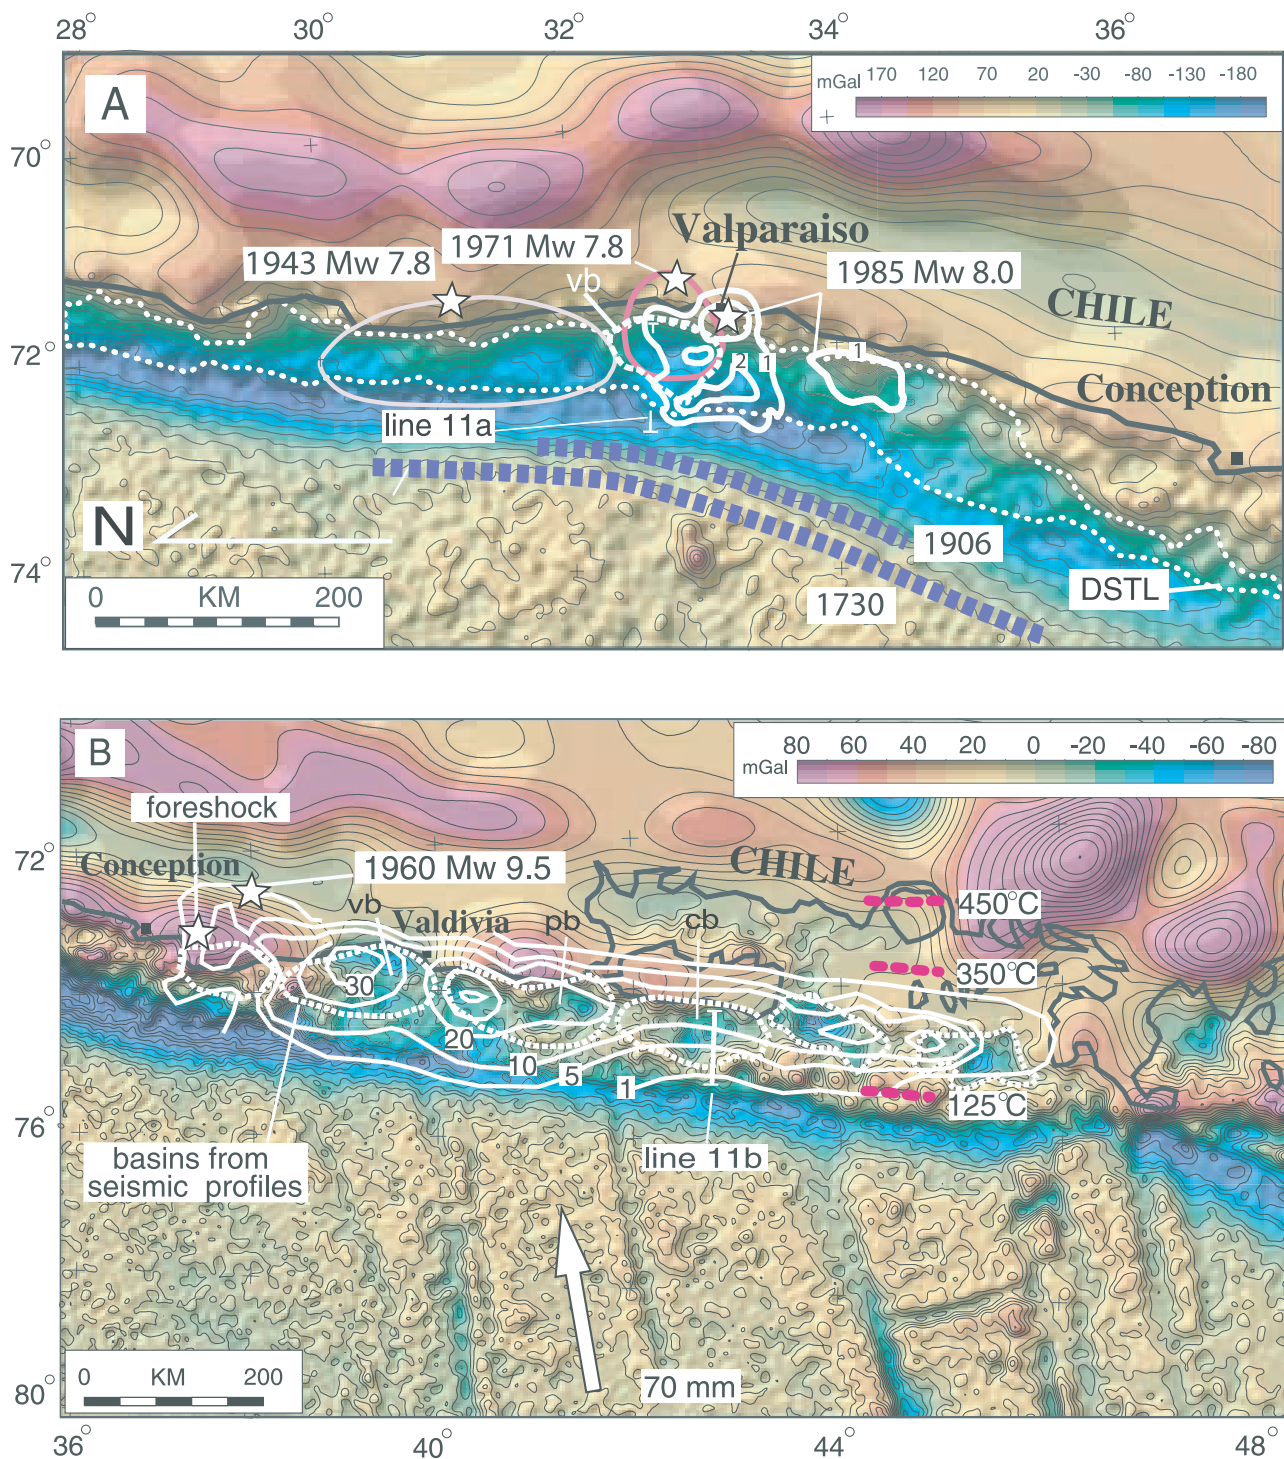 28° 30° 32° 34° 36°
A
mGal 170 120 70 20 -30 -80 -130 -180
70°
Valparaiso
1971 Mw 7.8
1943 Mw 7.8
1985 Mw 8.0
vb
CHILE
72°
1
2 1
Conception
line 11a
N
1906
74°
DSTL
1730
0 KM 200
B
80 60 40 20 0 -20 -40 -60 -80
mGal
foreshock
72°
Conception
1960 Mw 9.5
CHILE
vb
Valdivia
pb
cb
450°C
350°C
30
20
10
5
1
125°C
76°
basins from
seismic profiles
line 11b
0 KM 200
70 mm
80°
36° 40° 44° 48°